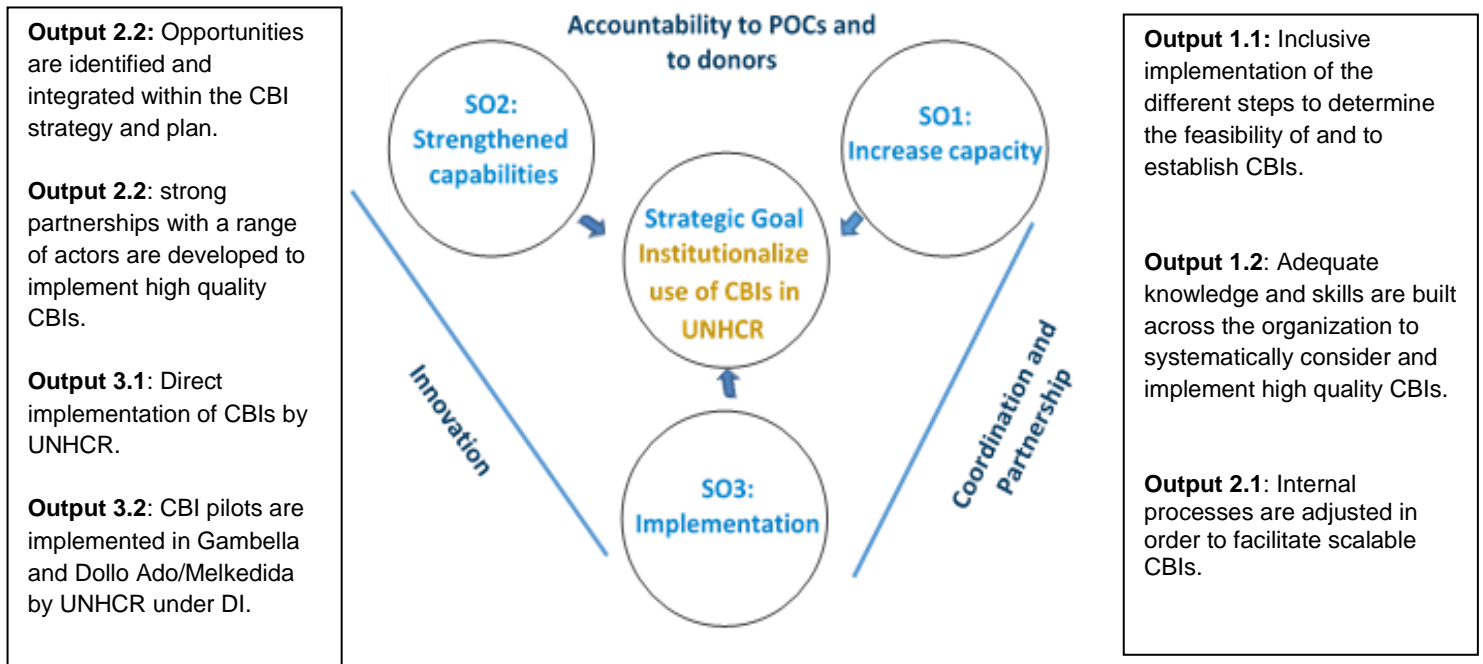 Output 2.2: Opportunities
are identified and
integrated within the CBI
strategy and plan.
Output 2.2: strong
partnerships with a range
of actors are developed to
implement high quality
CBIs.
Output 3.1: Direct
implementation of CBIs by
UNHCR.
Output 3.2: CBI pilots are
implemented in Gambella
and Dollo Ado/Melkedida
by UNHCR under DI.
Accountability to POCs and
to donors
SO2:
Strengthened
capabilities
SO1:
Increase capacity
Strategic Goal
Institutionalize
use of CBIs in
UNHCR
Innovation
Coordination and
Partnership
SO3:
Implementation
Output 1.1: Inclusive
implementation of the
different steps to determine
the feasibility of and to
establish CBIs.
Output 1.2: Adequate
knowledge and skills are built
across the organization to
systematically consider and
implement high quality CBIs.
Output 2.1: Internal
processes are adjusted in
order to facilitate scalable
CBIs.